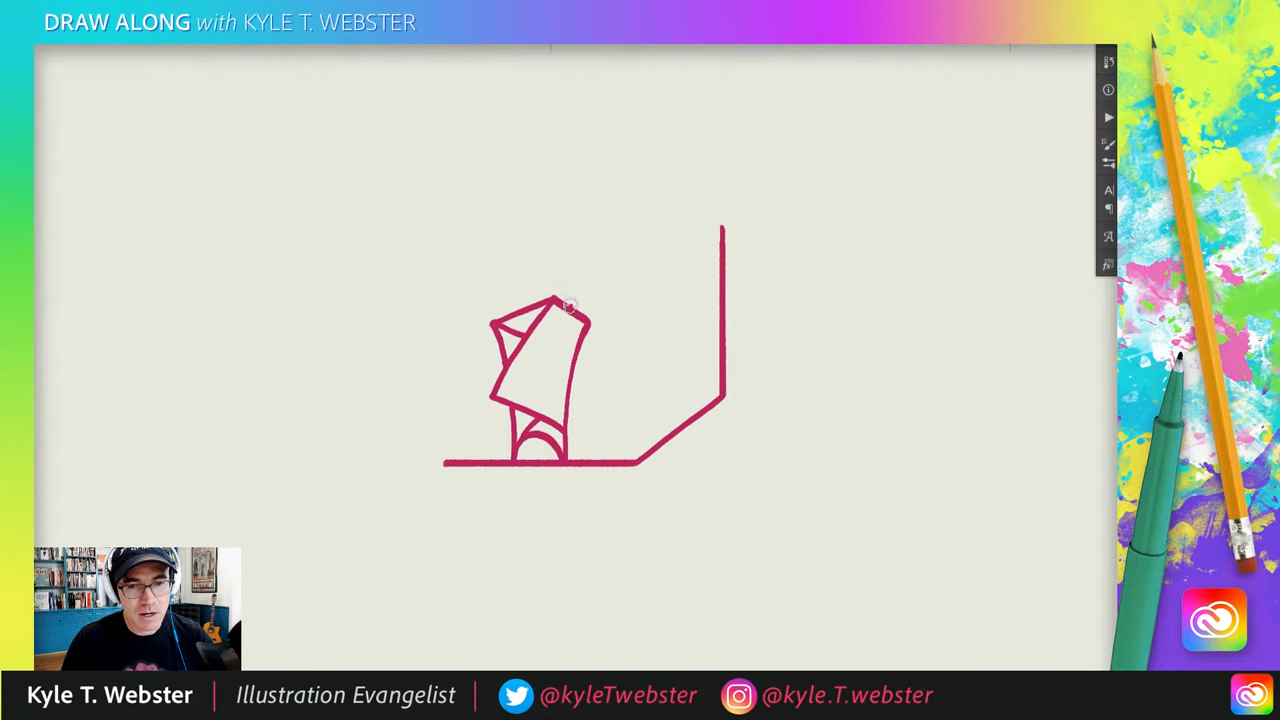 DRAW ALONG with KYLE T. WEBSTER
Kyle T. Webster | Illustration Evangelist | @kyleTwebster @kyle.T.webster